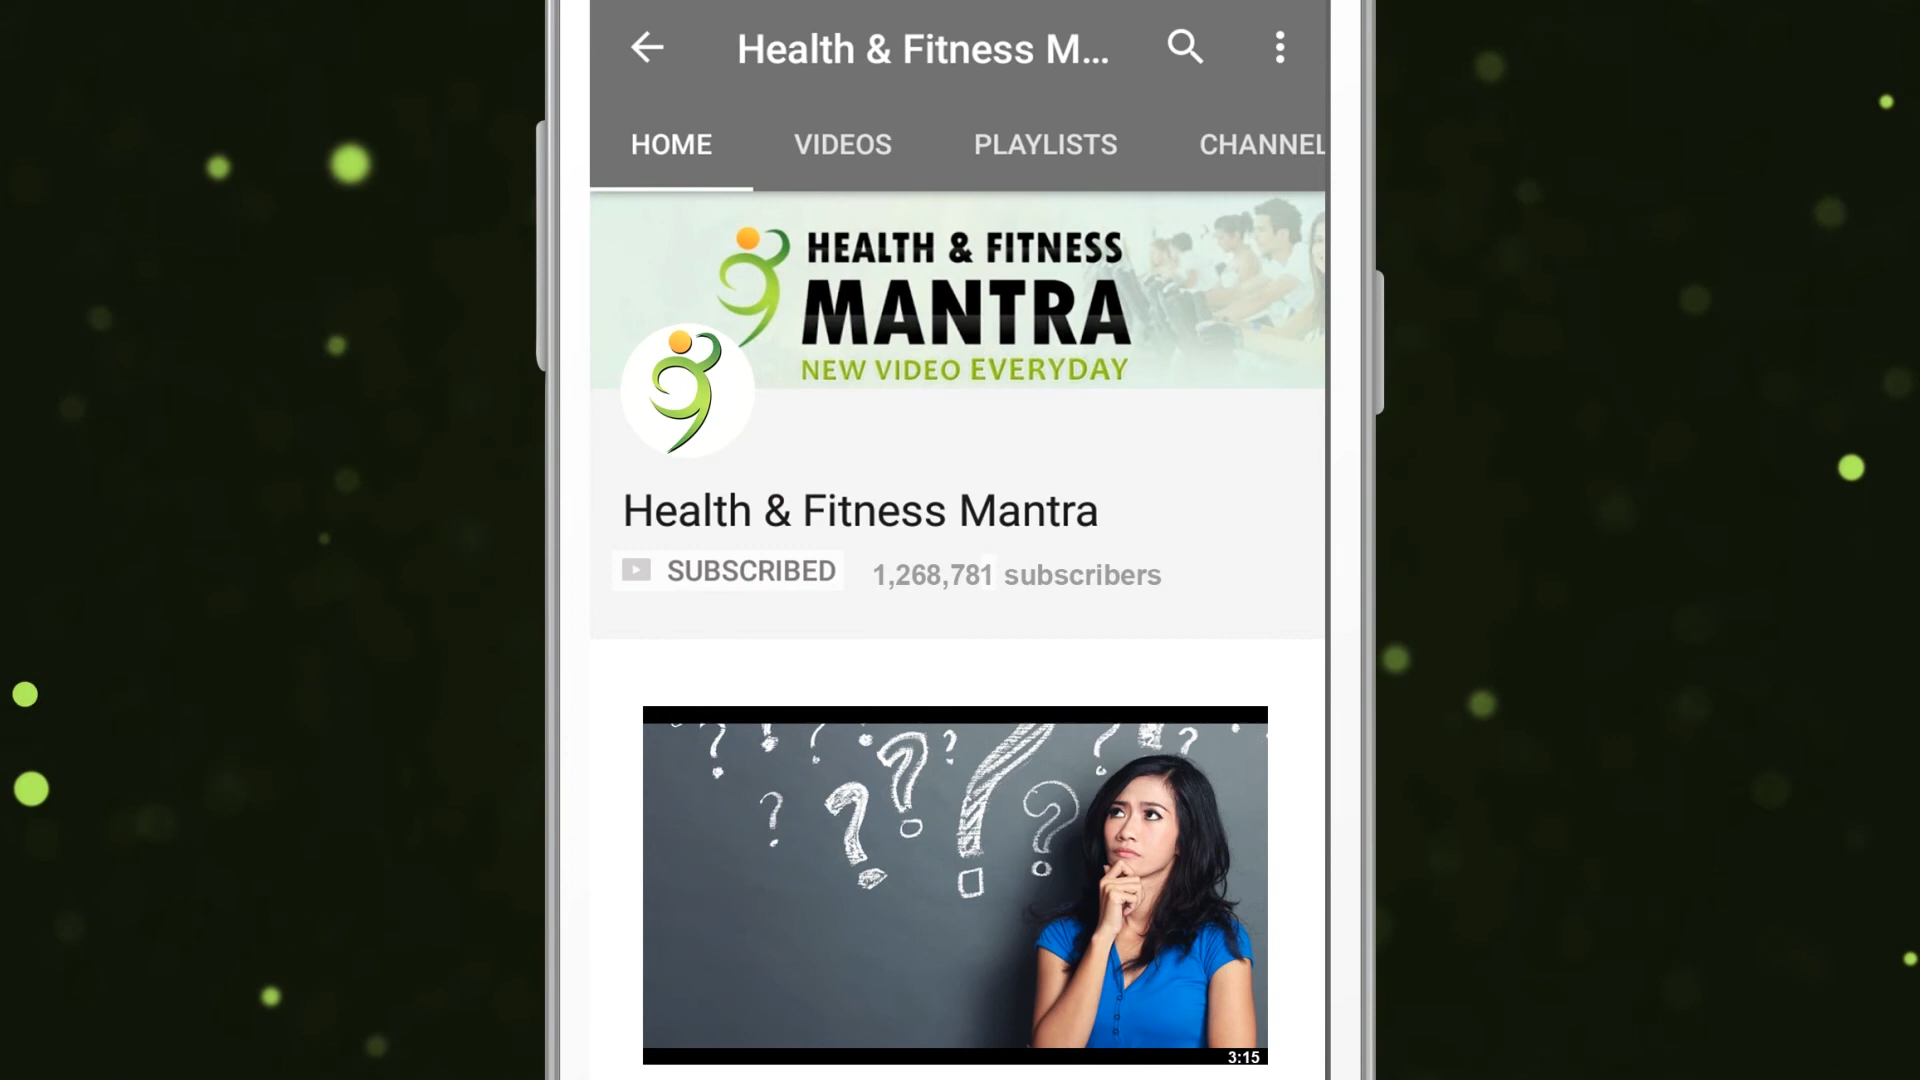 Health & Fitness M...
HOME VIDEOS PLAYLISTS CHANNEL
HEALTH & FITNESS
MANTRA
NEW VIDEO EVERYDAY
Health & Fitness Mantra
SUBSCRIBED 1,268,781 subscribers
3:15